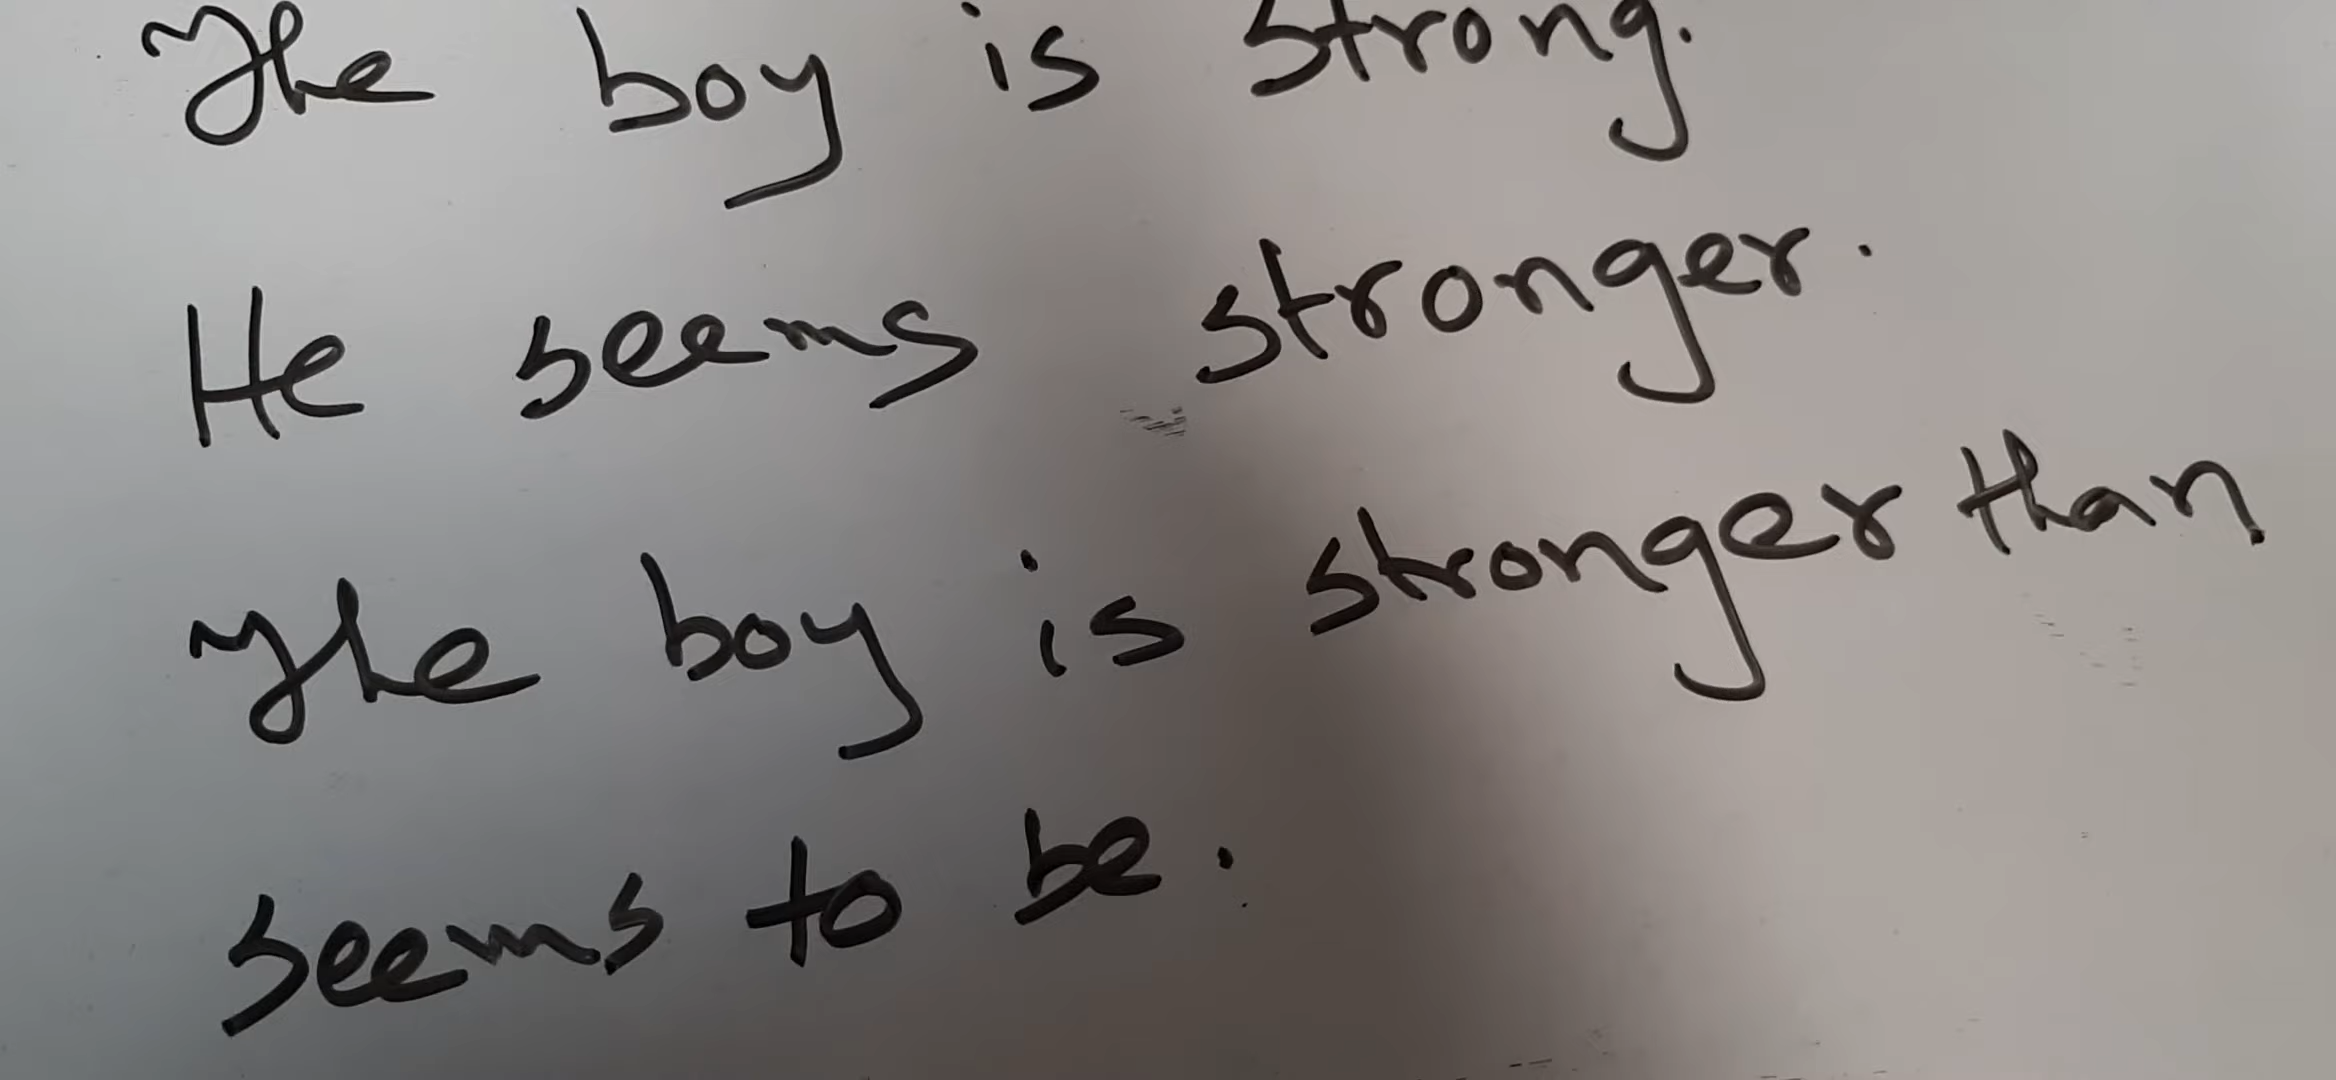 The boy is strong.
He seems stronger.
The boy is stronger than
seems to be.